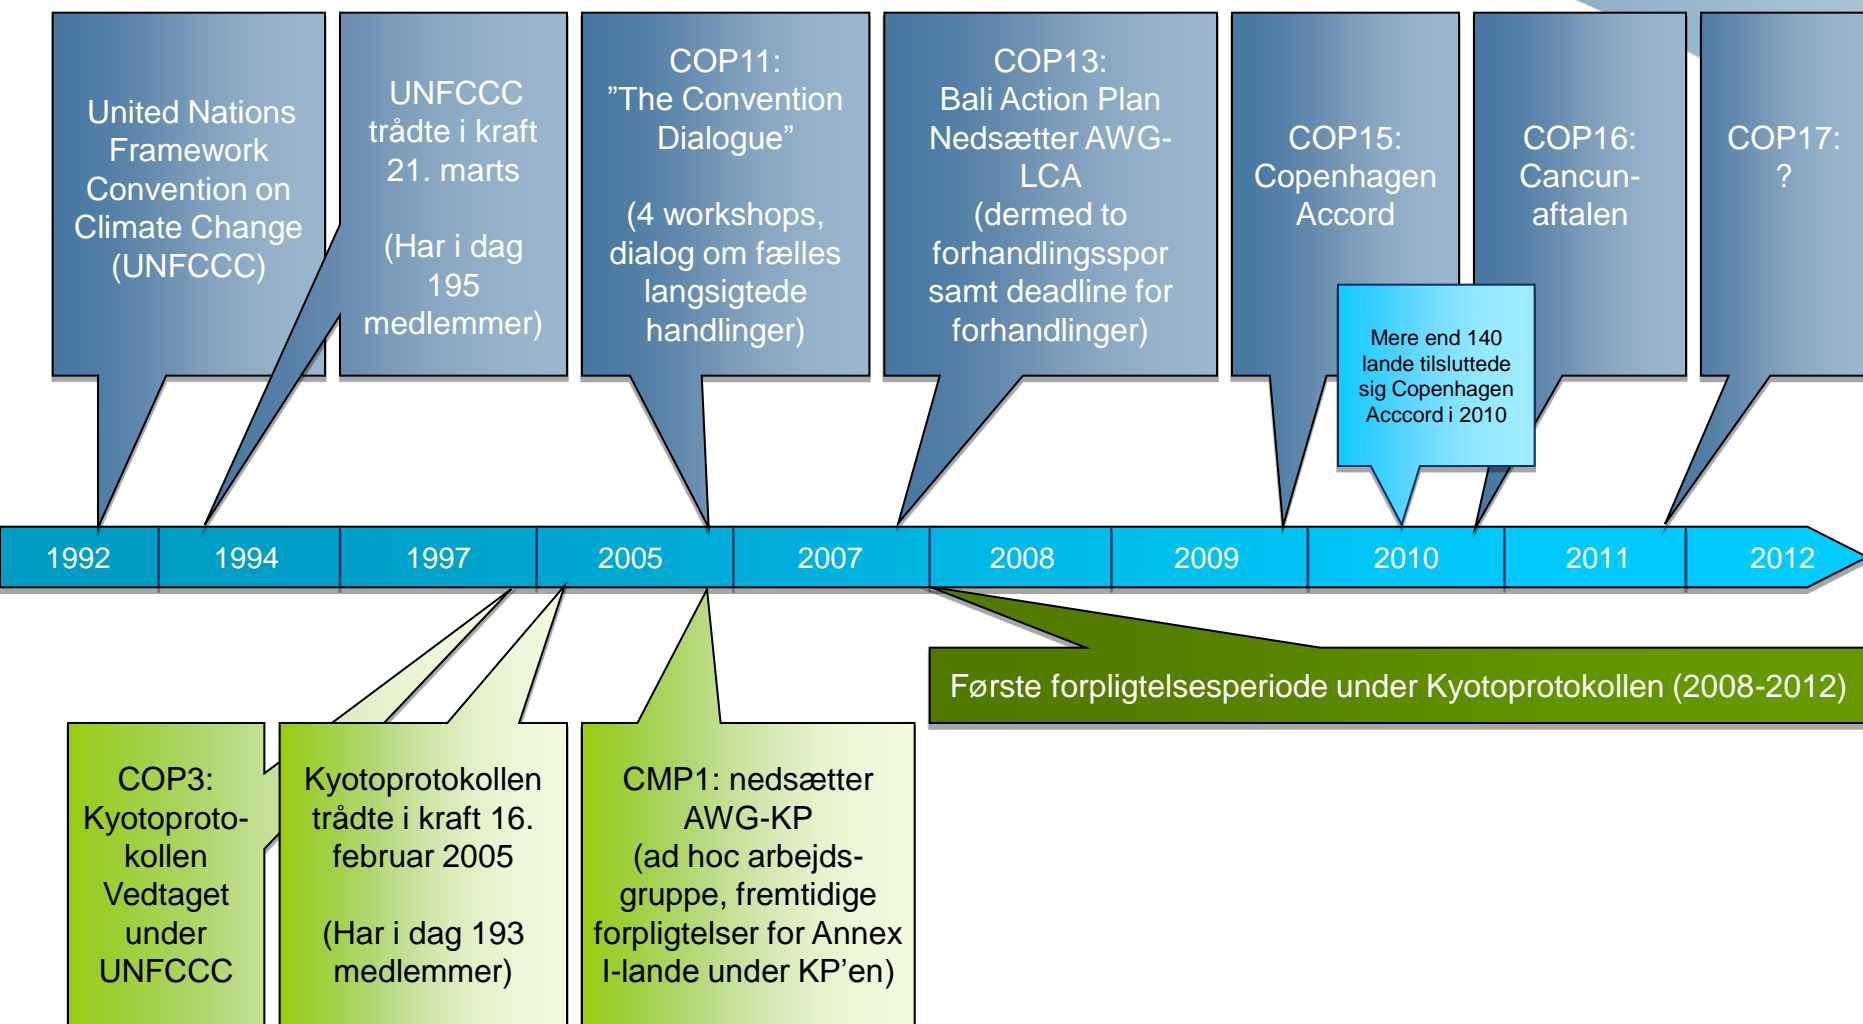 United Nations
Framework
Convention on
Climate Change
(UNFCCC)
UNFCCC
trådte i kraft
21. marts
(Har i dag
195
medlemmer)
COP11:
”The Convention
Dialogue”
(4 workshops,
dialog om fælles
langsigtede
handlinger)
COP13:
Bali Action Plan
Nedsætter AWG-
LCA
(dermed to
forhandlingsspor
samt deadline for
forhandlinger)
COP15:
Copenhagen
Accord
COP16:
Cancun-
aftalen
COP17:
?
Mere end 140
lande tilsluttede
sig Copenhagen
Acccord i 2010
1992
1994
1997
2005
2007
2008
2009
2010
2011
2012
Første forpligtelsesperiode under Kyotoprotokollen (2008-2012)
COP3:
Kyotoproto-
kollen
Vedtaget
under
UNFCCC
Kyotoprotokollen
trådte i kraft 16.
februar 2005
(Har i dag 193
medlemmer)
CMP1: nedsætter
AWG-KP
(ad hoc arbejds-
gruppe, fremtidige
forpligtelser for Annex
I-lande under KP’en)